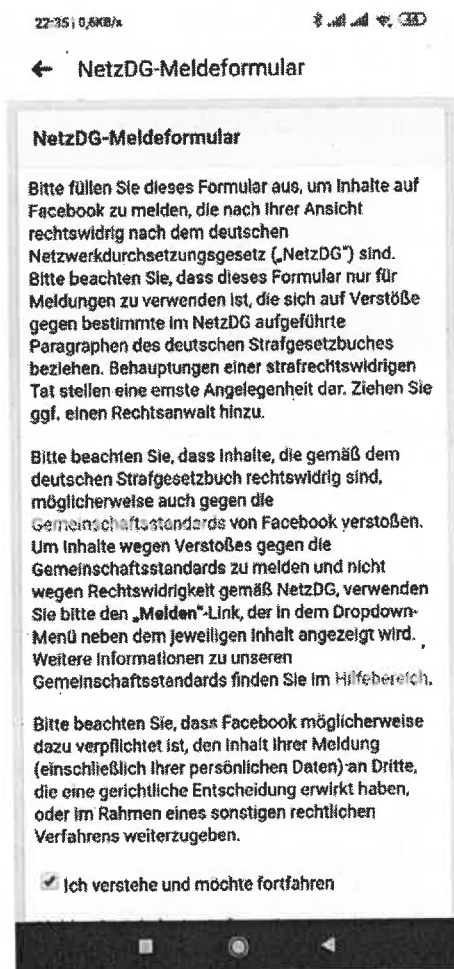 22:35 | 0,6KB/s 44
← NetzDG-Meldeformular
NetzDG-Meldeformular
Bitte füllen Sie dieses Formular aus, um Inhalte auf
Facebook zu melden, die nach Ihrer Ansicht
rechtswidrig nach dem deutschen
Netzwerkdurchsetzungsgesetz („NetzDG“) sind.
Bitte beachten Sie, dass dieses Formular nur für
Meldungen zu verwenden ist, die sich auf Verstöße
gegen bestimmte im NetzDG aufgeführte
Paragraphen des deutschen Strafgesetzbuches
beziehen. Behauptungen einer strafrechtswidrigen
Tat stellen eine ernste Angelegenheit dar. Ziehen Sie
ggf. einen Rechtsanwalt hinzu.
Bitte beachten Sie, dass Inhalte, die gemäß dem
deutschen Strafgesetzbuch rechtswidrig sind,
möglicherweise auch gegen die
Gemeinschaftsstandards von Facebook verstoßen.
Um Inhalte wegen Verstoßes gegen die
Gemeinschaftsstandards zu melden und nicht
wegen Rechtswidrigkeit gemäß NetzDG, verwenden
Sie bitte den „Melden“-Link, der in dem Dropdown-
Menü neben dem jeweiligen Inhalt angezeigt wird.
Weitere Informationen zu unseren
Gemeinschaftsstandards finden Sie im Hilfebereich.
Bitte beachten Sie, dass Facebook möglicherweise
dazu verpflichtet ist, den Inhalt Ihrer Meldung
(einschließlich Ihrer persönlichen Daten) an Dritte,
die eine gerichtliche Entscheidung erwirkt haben,
oder im Rahmen eines sonstigen rechtlichen
Verfahrens weiterzugeben.
Ich verstehe und möchte fortfahren